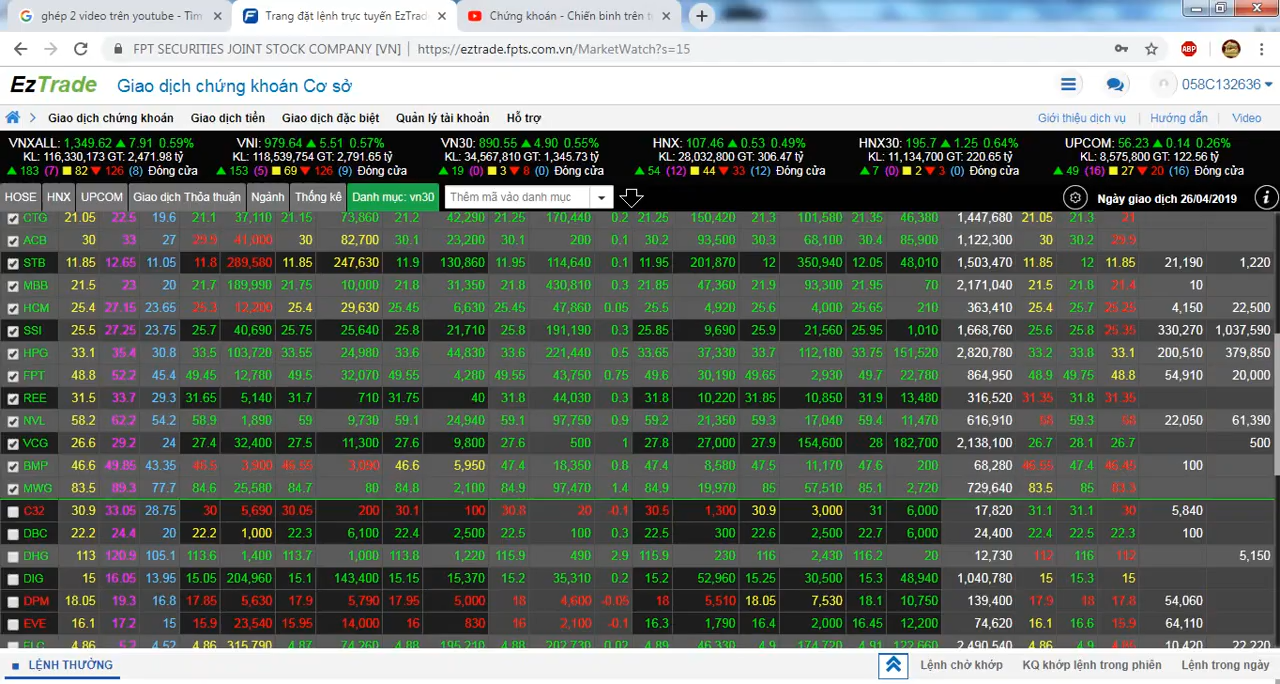 ghép 2 video trên youtube - Tìm
Trang đặt lệnh trực tuyến EzTrad
Chứng khoán - Chiến binh trên t
FPT SECURITIES JOINT STOCK COMPANY [VN] | https://eztrade.fpts.com.vn/MarketWatch?s=15
ABP
EzTrade Giao dịch chứng khoán Cơ sở 058C132636
Giao dịch chứng khoán Giao dịch tiền Giao dịch đặc biệt Quản lý tài khoản Hỗ trợ Giới thiệu dịch vụ Hướng dẫn Video
VNXALL: 1,349.62 ▲ 7.91 0.59% VNI: 979.64 ▲ 5.51 0.57% VN30: 890.55 ▲ 4.90 0.55% HNX: 107.46 ▲ 0.53 0.49% HNX30: 195.7 ▲ 1.25 0.64% UPCOM: 56.23 ▲ 0.14 0.26%
KL: 116,330,173 GT: 2,471.98 tỷ KL: 118,539,754 GT: 2,791.65 tỷ KL: 34,567,810 GT: 1,345.73 tỷ KL: 28,032,800 GT: 306.47 tỷ KL: 11,134,700 GT: 220.65 tỷ KL: 8,575,800 GT: 122.56 tỷ
▲ 183 (7) 82 ▼ 126 (8) Đóng cửa ▲ 153 (5) 69 ▼ 126 (9) Đóng cửa ▲ 19 (0) 3 ▼ 8 (0) Đóng cửa ▲ 54 (12) 44 ▼ 33 (12) Đóng cửa ▲ 7 (0) 2 ▼ 3 (0) Đóng cửa ▲ 49 (16) 27 ▼ 20 (16) Đóng cửa
HOSE HNX UPCOM Giao dịch Thỏa thuận Ngành Thống kê Danh mục: vn30 Thêm mã vào danh mục Ngày giao dịch 26/04/2019
CTG 21.05 22.5 19.6 21.1 37,110 21.15 73,860 21.2 42,290 21.25 170,440 0.2 21.25 150,420 21.3 101,580 21.35 46,380 1,447,680 21.05 21.3 21
ACB 30 33 27 29.9 41,000 30 82,700 30.1 23,200 30.1 200 0.1 30.2 93,500 30.3 68,100 30.4 85,900 1,122,300 30 30.2 29.9
STB 11.85 12.65 11.05 11.8 289,580 11.85 247,630 11.9 130,860 11.95 114,640 0.1 11.95 201,870 12 350,940 12.05 48,010 1,503,470 11.85 12 11.85 21,190 1,220
MBB 21.5 23 20 21.7 189,990 21.75 10,000 21.8 31,350 21.8 430,810 0.3 21.85 47,360 21.9 93,300 21.95 70 2,171,040 21.5 21.8 21.4 10
HCM 25.4 27.15 23.65 25.3 12,200 25.4 29,630 25.45 6,630 25.45 47,860 0.05 25.5 4,920 25.6 4,000 25.65 210 363,410 25.4 25.7 25.25 4,150 22,500
SSI 25.5 27.25 23.75 25.7 40,690 25.75 25,640 25.8 21,710 25.8 191,190 0.3 25.85 9,690 25.9 21,560 25.95 1,010 1,668,760 25.6 25.8 25.35 330,270 1,037,590
HPG 33.1 35.4 30.8 33.5 103,720 33.55 24,980 33.6 44,830 33.6 221,440 0.5 33.65 37,330 33.7 112,180 33.75 151,520 2,820,780 33.2 33.8 33.1 200,510 379,850
FPT 48.8 52.2 45.4 49.45 12,780 49.5 32,070 49.55 4,280 49.55 43,750 0.75 49.6 30,190 49.65 2,930 49.7 22,780 864,950 48.9 49.75 48.8 54,910 20,000
REE 31.5 33.7 29.3 31.65 5,140 31.7 710 31.75 40 31.8 44,030 0.3 31.8 10,220 31.85 10,850 31.9 13,480 316,520 31.35 31.8 31.35
NVL 58.2 62.2 54.2 58.9 1,890 59 9,730 59.1 24,940 59.1 97,750 0.9 59.2 21,350 59.3 17,040 59.4 11,470 616,910 58 59.3 58 22,050 61,390
VCG 26.6 29.2 24 27.4 32,400 27.5 11,300 27.6 9,800 27.6 500 1 27.8 27,000 27.9 154,600 28 182,700 2,138,100 26.7 28.1 26.7 500
BMP 46.6 49.85 43.35 46.5 3,900 46.55 3,090 46.6 5,950 47.4 18,350 0.8 47.4 8,580 47.5 11,170 47.6 200 68,280 46.55 47.4 46.45 100
MWG 83.5 89.3 77.7 84.6 25,580 84.7 80 84.8 2,100 84.9 97,470 1.4 84.9 19,970 85 57,510 85.1 2,720 729,640 83.5 85 83.3
C32 30.9 33.05 28.75 30 5,690 30.05 200 30.1 100 30.8 20 -0.1 30.5 1,300 30.9 3,000 31 6,000 17,820 31.1 31.1 30 5,840
DBC 22.2 24.4 20 22.2 1,000 22.3 6,100 22.4 2,500 22.5 100 0.3 22.5 300 22.6 2,500 22.7 6,000 24,400 22.4 22.5 22.4 100
DHG 113 120.9 105.1 113.6 1,400 113.7 1,000 113.8 1,220 115.9 490 2.9 115.9 230 116 2,430 116.2 20 12,730 112 116 112 5,150
DIG 15 16.05 13.95 15.05 204,960 15.1 143,400 15.15 15,370 15.2 35,310 0.2 15.2 52,960 15.25 30,500 15.3 48,940 1,040,780 15 15.3 15
DPM 18.05 19.3 16.8 17.85 5,630 17.9 5,790 17.95 5,000 18 4,600 -0.05 18 5,510 18.05 7,530 18.1 10,750 139,400 17.9 18 17.8 54,060
EVE 16.1 17.2 15 15.9 23,540 15.95 14,000 16 830 16 2,100 -0.1 16.3 1,790 16.4 2,000 16.45 12,200 74,620 16.1 16.6 15.9 64,110
FLC 4.86 5.2 4.52 4.86 315,790 4.87 74,260 4.88 195,210 4.88 202,730 0.02 4.89 46,330 4.9 174,720 4.91 122,660 2,490,540 4.86 4.9 4.85 10,420 22,220
LỆNH THƯỜNG Lệnh chờ khớp KQ khớp lệnh trong phiên Lệnh trong ngày